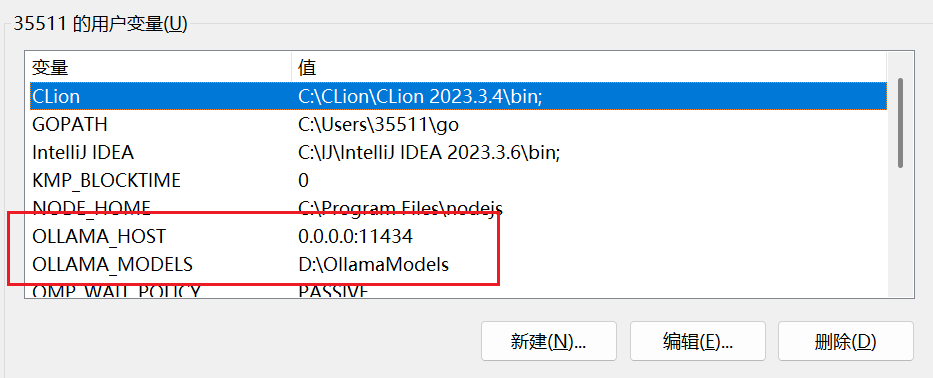 35511 的用户变量(U)
变量 值
CLion C:\CLion\CLion 2023.3.4\bin;
GOPATH C:\Users\35511\go
IntelliJ IDEA C:\IJ\IntelliJ IDEA 2023.3.6\bin;
KMP_BLOCKTIME 0
NODE_HOME C:\Program Files\nodejs
OLLAMA_HOST 0.0.0.0:11434
OLLAMA_MODELS D:\OllamaModels
OMP_WAIT_POLICY PASSIVE
新建(N)... 编辑(E)... 删除(D)